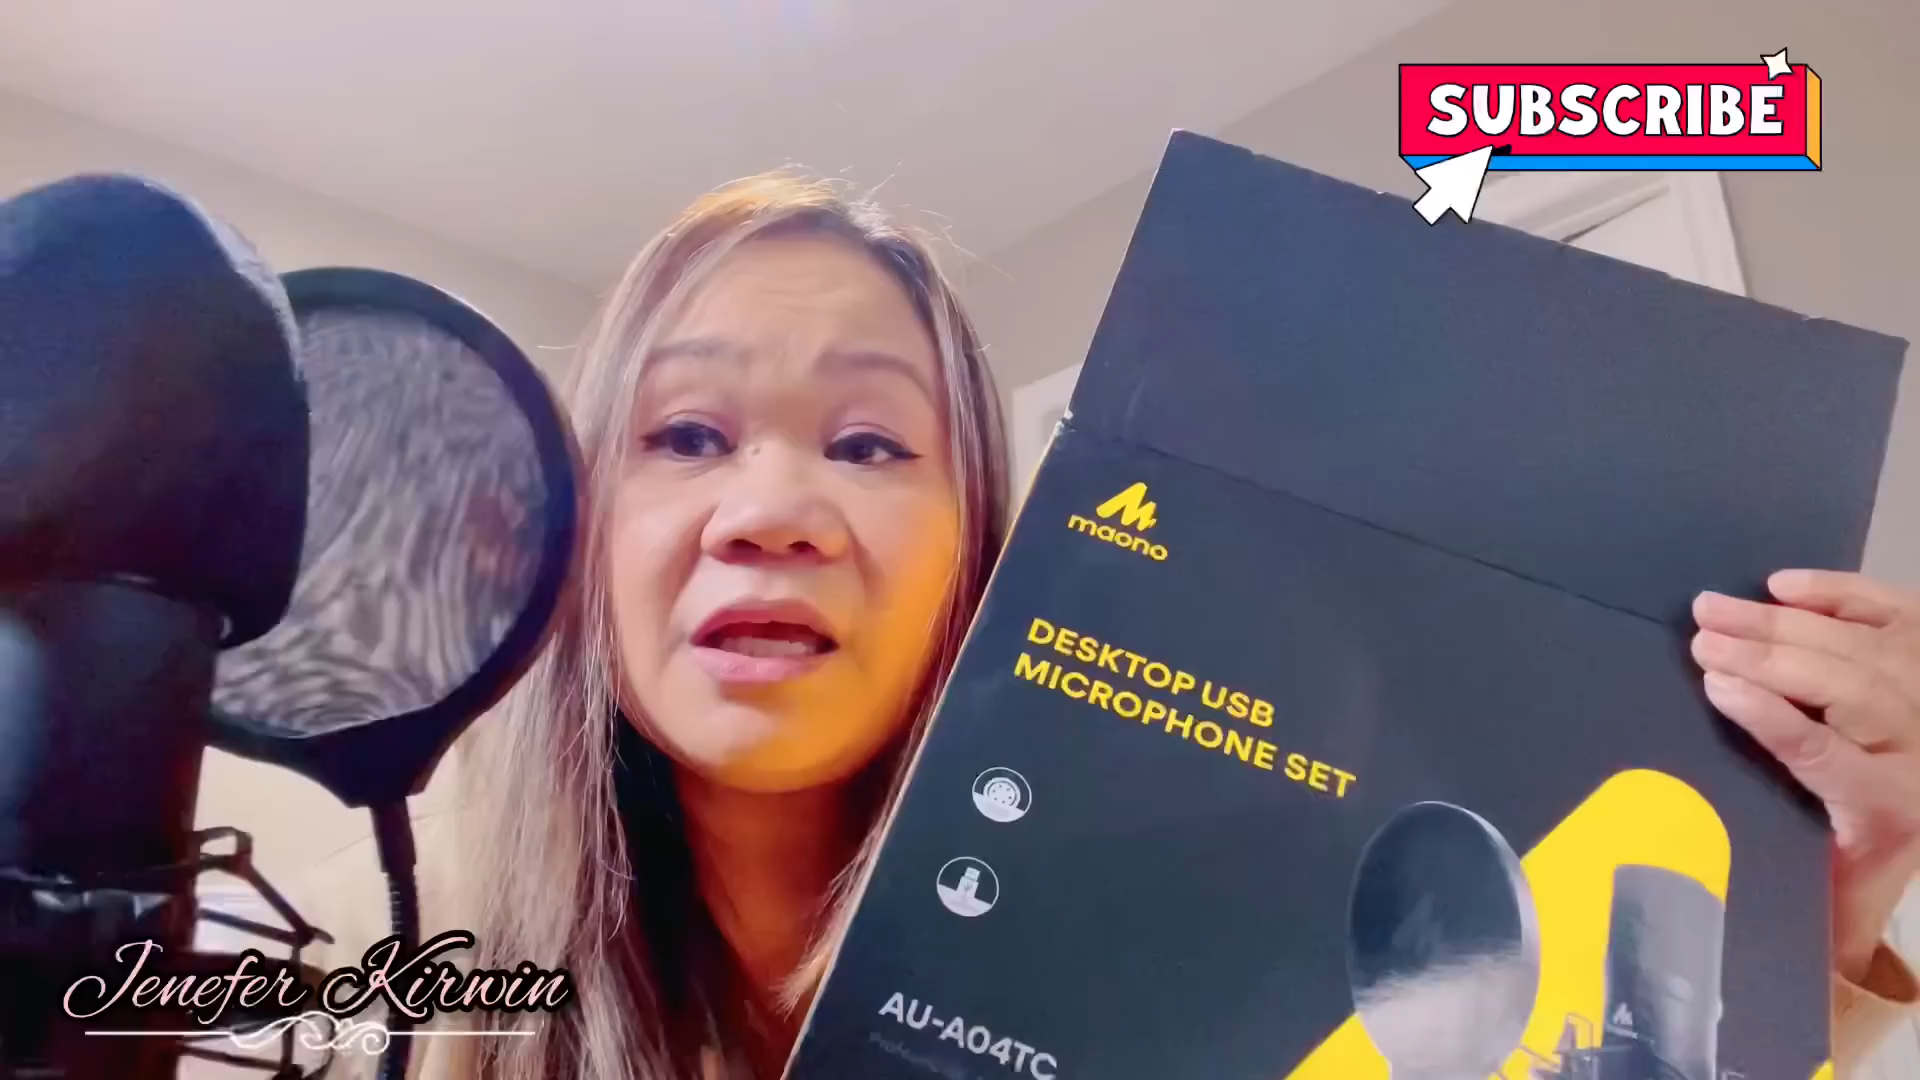 SUBSCRIBE
maono
DESKTOP USB
MICROPHONE SET
AU-A04TC
Jenefer Kirwin